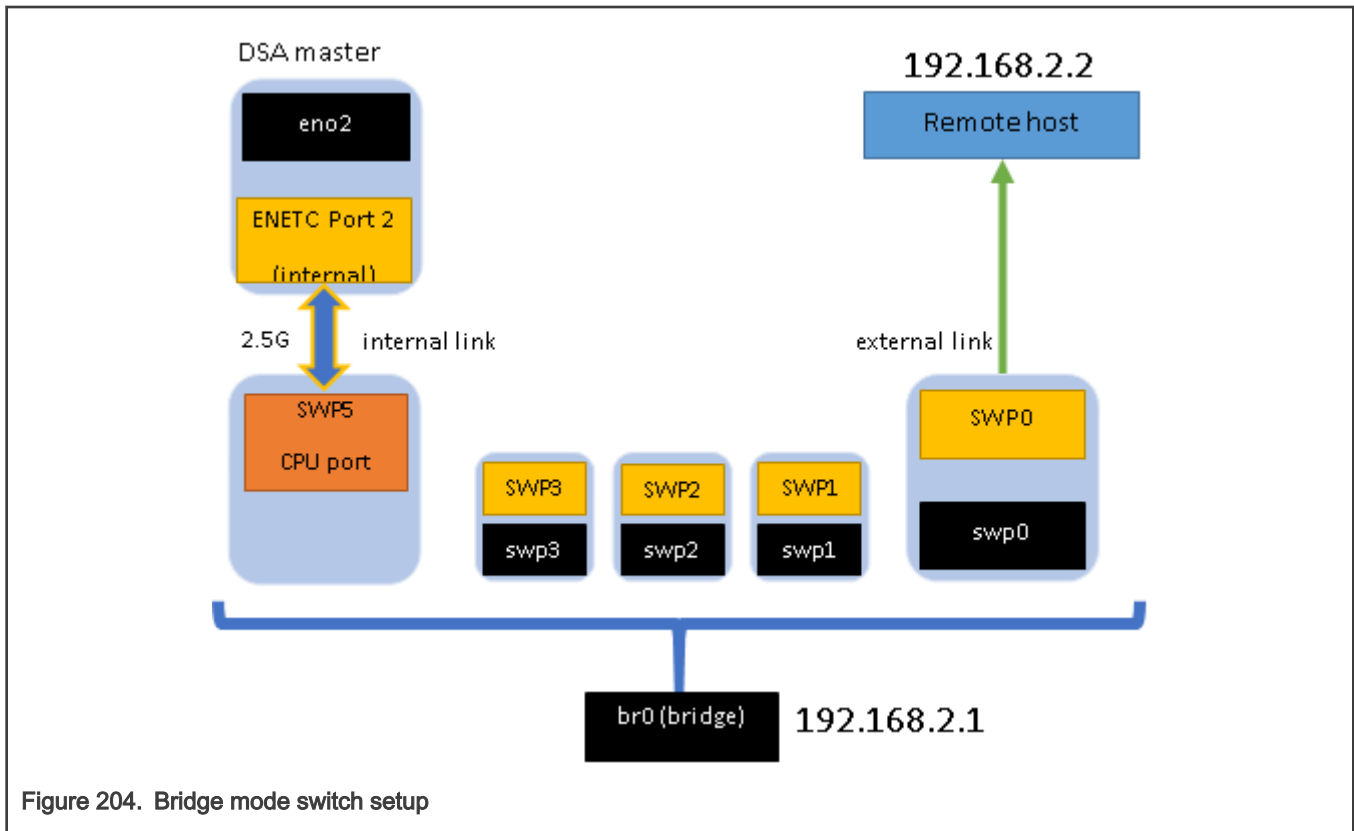 DSA master
192.168.2.2
eno2
Remote host
ENETC Port 2
(internal)
2.5G
internal link
external link
SWP5
CPU port
SWP0
SWP3
SWP2
SWP1
swp3
swp2
swp1
swp0
br0 (bridge)
192.168.2.1
Figure 204. Bridge mode switch setup